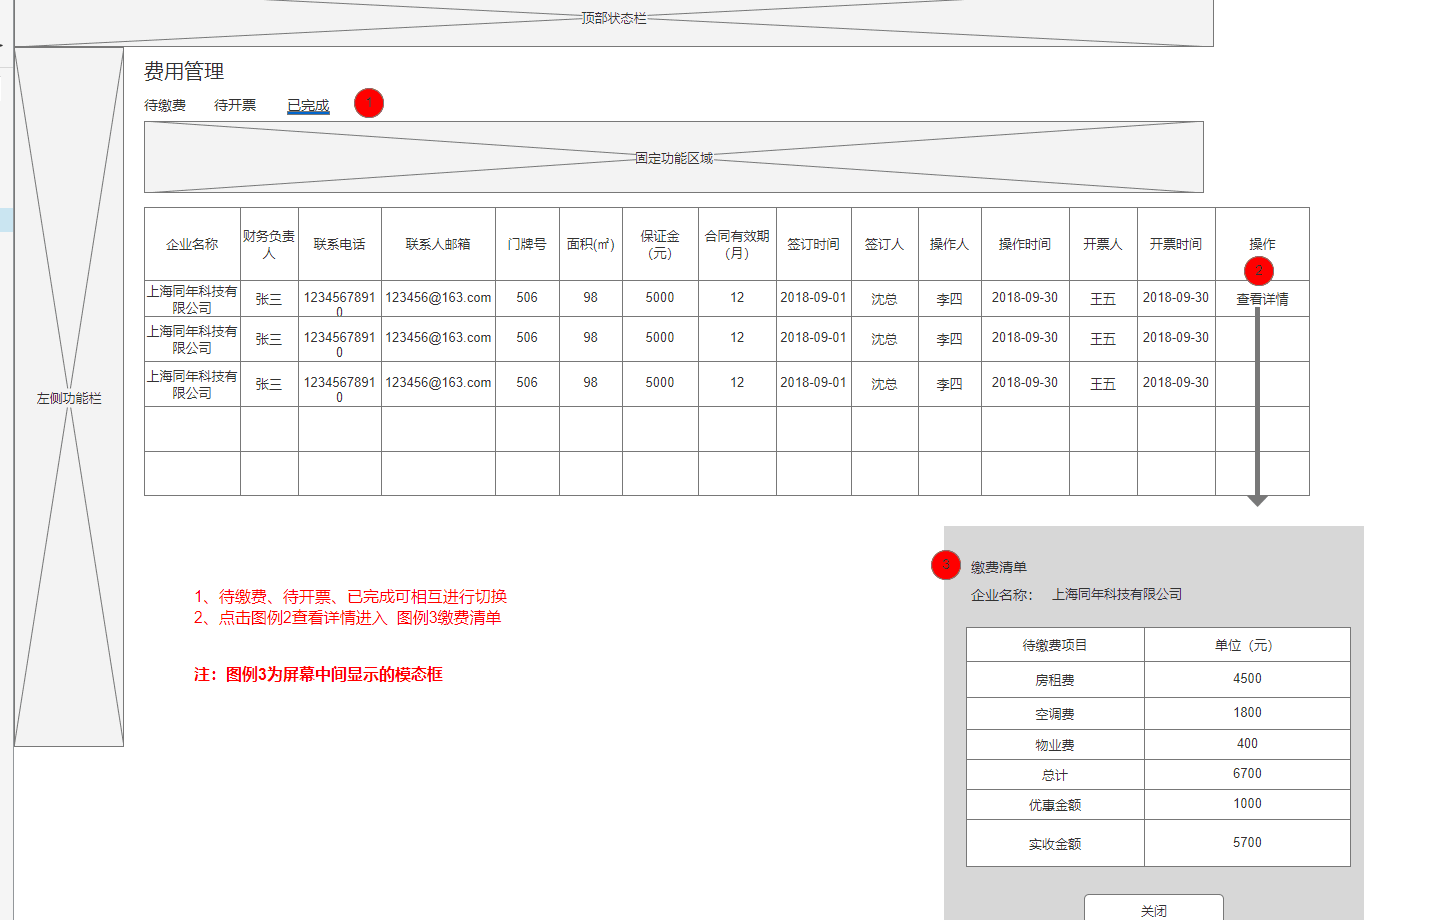 顶部状态栏
费用管理
待缴费 待开票 已完成 1
固定功能区域
企业名称 财务负责人 联系电话 联系人邮箱 门牌号 面积(㎡) 保证金（元） 合同有效期（月） 签订时间 签订人 操作人 操作时间 开票人 开票时间 操作
2
上海同年科技有限公司 张三 12345678910 123456@163.com 506 98 5000 12 2018-09-01 沈总 李四 2018-09-30 王五 2018-09-30 查看详情
上海同年科技有限公司 张三 12345678910 123456@163.com 506 98 5000 12 2018-09-01 沈总 李四 2018-09-30 王五 2018-09-30
上海同年科技有限公司 张三 12345678910 123456@163.com 506 98 5000 12 2018-09-01 沈总 李四 2018-09-30 王五 2018-09-30
左侧功能栏
1、待缴费、待开票、已完成可相互进行切换
2、点击图例2查看详情进入 图例3缴费清单
注：图例3为屏幕中间显示的模态框
3 缴费清单
企业名称： 上海同年科技有限公司
待缴费项目 单位（元）
房租费 4500
空调费 1800
物业费 400
总计 6700
优惠金额 1000
实收金额 5700
关闭